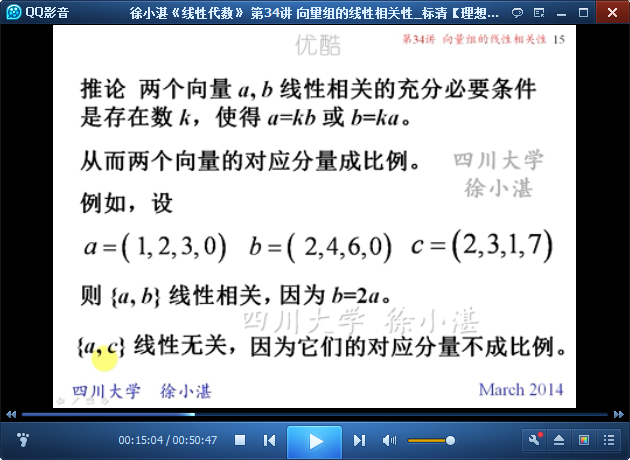 QQ影音
徐小湛《线性代数》 第34讲 向量组的线性相关性_标清【理想...
优酷
第34讲 向量组的线性相关性 15
推论 两个向量 a, b 线性相关的充分必要条件
是存在数 k，使得 a=kb 或 b=ka。
从而两个向量的对应分量成比例。
四川大学
徐小湛
例如，设
a=( 1,2,3,0) b=( 2,4,6,0) c=(2,3,1,7)
则 {a, b} 线性相关，因为 b=2a。
四川大学 徐小湛
{a, c} 线性无关，因为它们的对应分量不成比例。
四川大学 徐小湛
March 2014
00:15:04 / 00:50:47